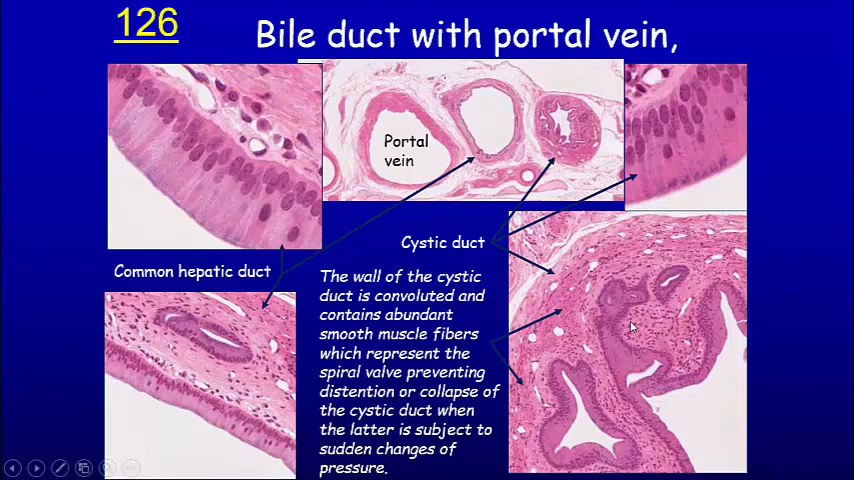 126
Bile duct with portal vein,
Portal
vein
Cystic duct
Common hepatic duct
The wall of the cystic
duct is convoluted and
contains abundant
smooth muscle fibers
which represent the
spiral valve preventing
distention or collapse of
the cystic duct when
the latter is subject to
sudden changes of
pressure.